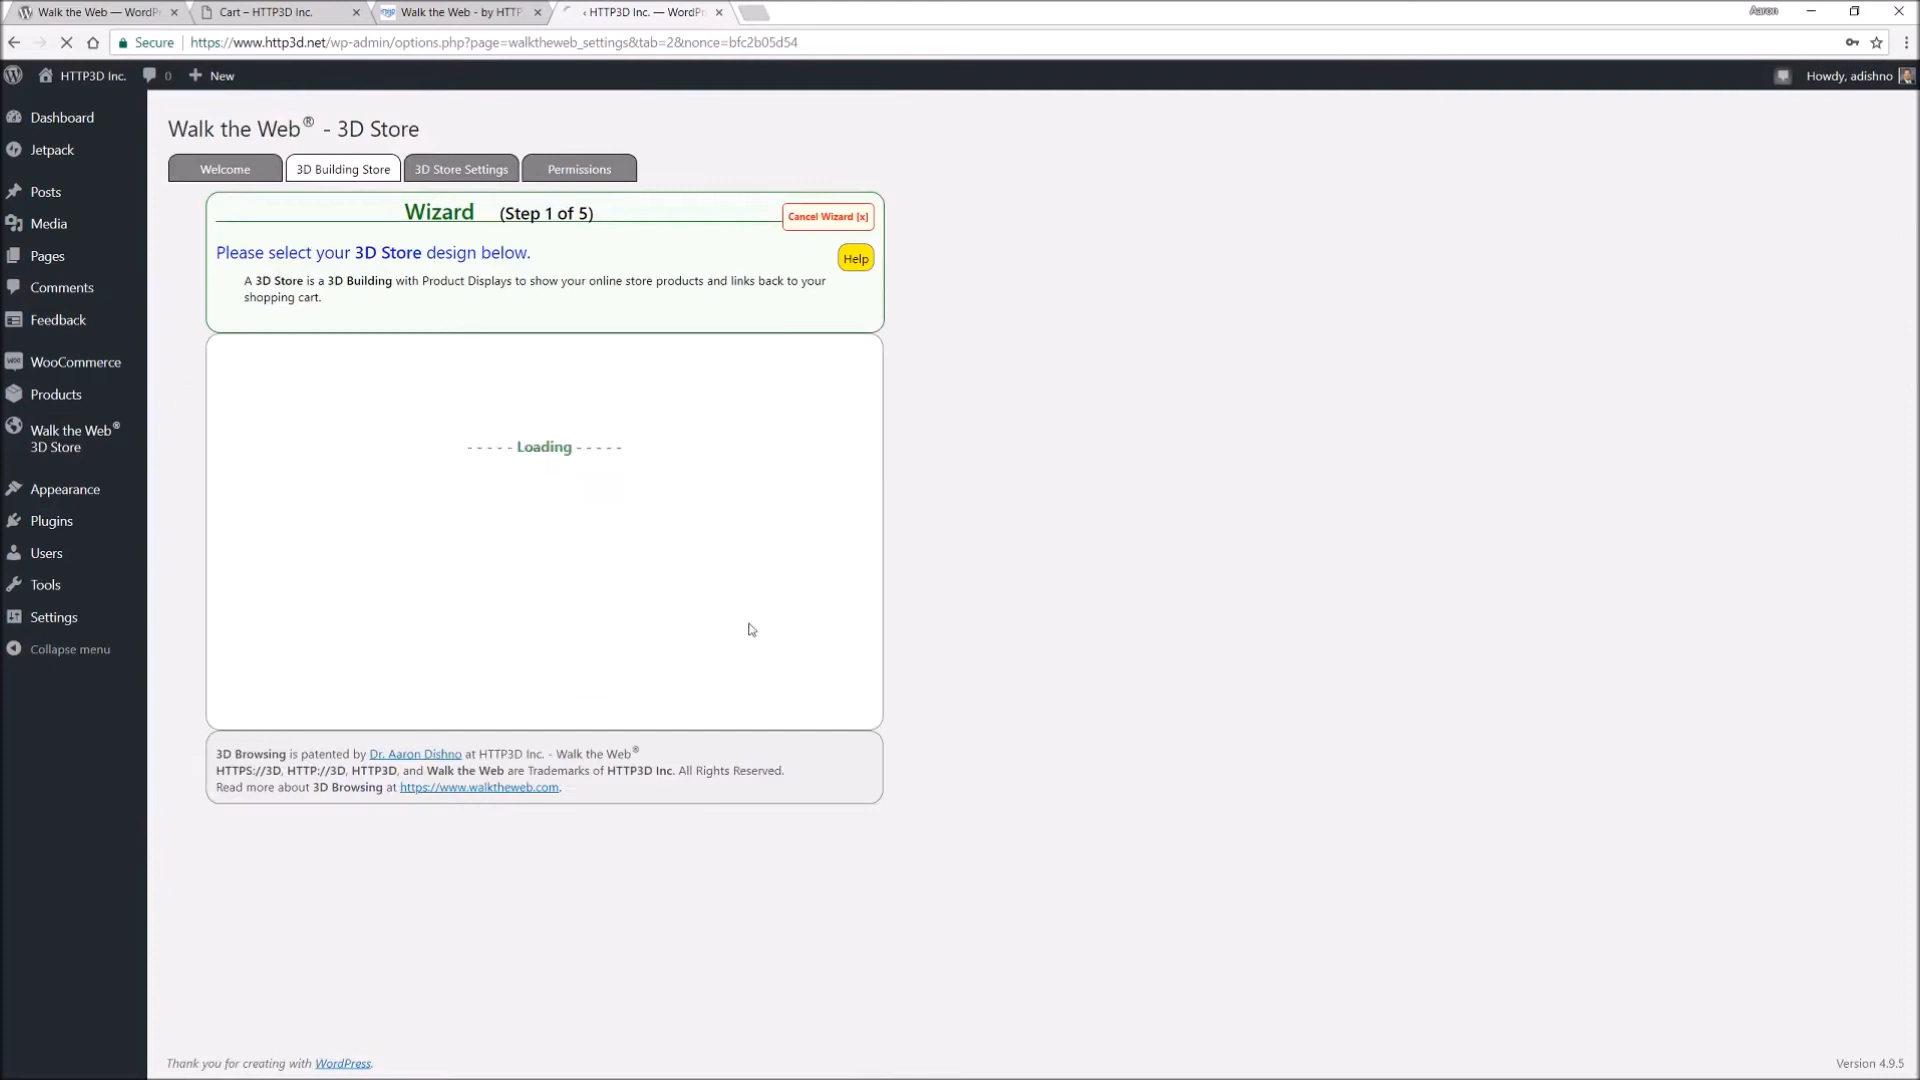 Walk the Web — WordPr
Cart – HTTP3D Inc.
Walk the Web - by HTTP
‹ HTTP3D Inc. — WordPr
Aaron
Secure
https://www.http3d.net/wp-admin/options.php?page=walktheweb_settings&tab=2&nonce=bfc2b05d54
HTTP3D Inc.
0
New
Howdy, adishno
Dashboard
Jetpack
Posts
Media
Pages
Comments
Feedback
WooCommerce
Products
Walk the Web®
3D Store
Appearance
Plugins
Users
Tools
Settings
Collapse menu
Walk the Web® - 3D Store
Welcome
3D Building Store
3D Store Settings
Permissions
Wizard (Step 1 of 5)
Cancel Wizard [x]
Please select your 3D Store design below.
Help
A 3D Store is a 3D Building with Product Displays to show your online store products and links back to your
shopping cart.
- - - - - Loading - - - - -
3D Browsing is patented by Dr. Aaron Dishno at HTTP3D Inc. - Walk the Web®
HTTPS://3D, HTTP://3D, HTTP3D, and Walk the Web are Trademarks of HTTP3D Inc. All Rights Reserved.
Read more about 3D Browsing at https://www.walktheweb.com.
Thank you for creating with WordPress.
Version 4.9.5